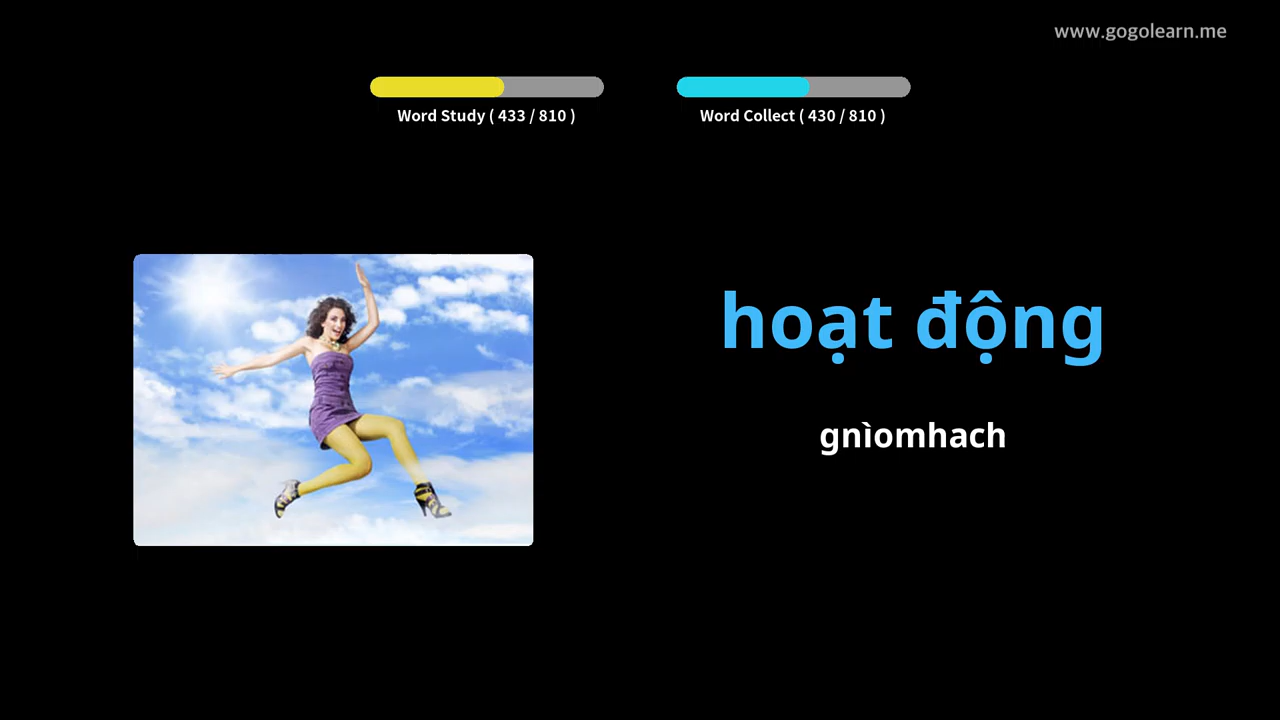 www.gogolearn.me
Word Study ( 433 / 810 )
Word Collect ( 430 / 810 )
hoạt động
gnìomhach